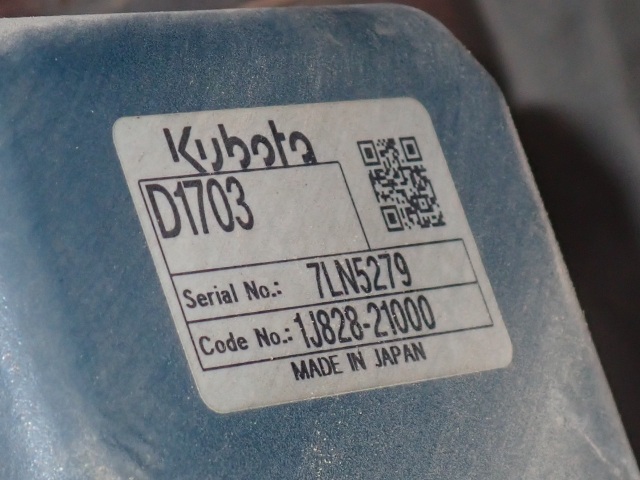 Kubota
D1703
Serial No.: 7LN5279
Code No.: 1J828-21000
MADE IN JAPAN